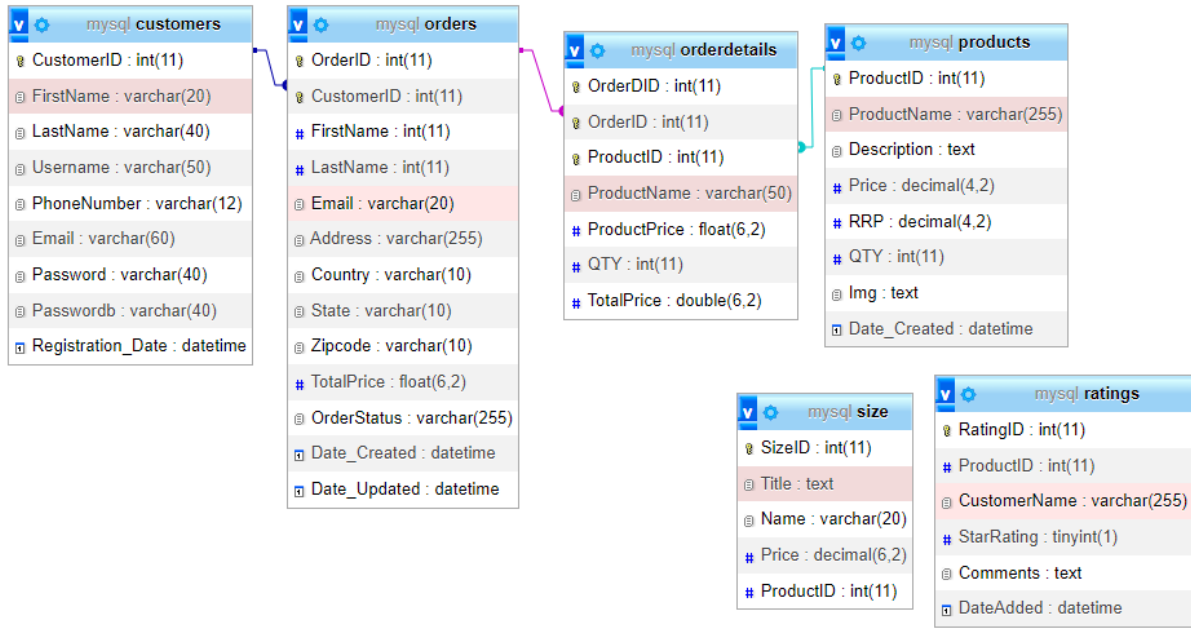 mysql customers
CustomerID : int(11)
FirstName : varchar(20)
LastName : varchar(40)
Username : varchar(50)
PhoneNumber : varchar(12)
Email : varchar(60)
Password : varchar(40)
Passwordb : varchar(40)
Registration_Date : datetime
mysql orders
OrderID : int(11)
CustomerID : int(11)
FirstName : int(11)
LastName : int(11)
Email : varchar(20)
Address : varchar(255)
Country : varchar(10)
State : varchar(10)
Zipcode : varchar(10)
TotalPrice : float(6,2)
OrderStatus : varchar(255)
Date_Created : datetime
Date_Updated : datetime
mysql orderdetails
OrderDID : int(11)
OrderID : int(11)
ProductID : int(11)
ProductName : varchar(50)
ProductPrice : float(6,2)
QTY : int(11)
TotalPrice : double(6,2)
mysql products
ProductID : int(11)
ProductName : varchar(255)
Description : text
Price : decimal(4,2)
RRP : decimal(4,2)
QTY : int(11)
Img : text
Date_Created : datetime
mysql size
SizeID : int(11)
Title : text
Name : varchar(20)
Price : decimal(6,2)
ProductID : int(11)
mysql ratings
RatingID : int(11)
ProductID : int(11)
CustomerName : varchar(255)
StarRating : tinyint(1)
Comments : text
DateAdded : datetime